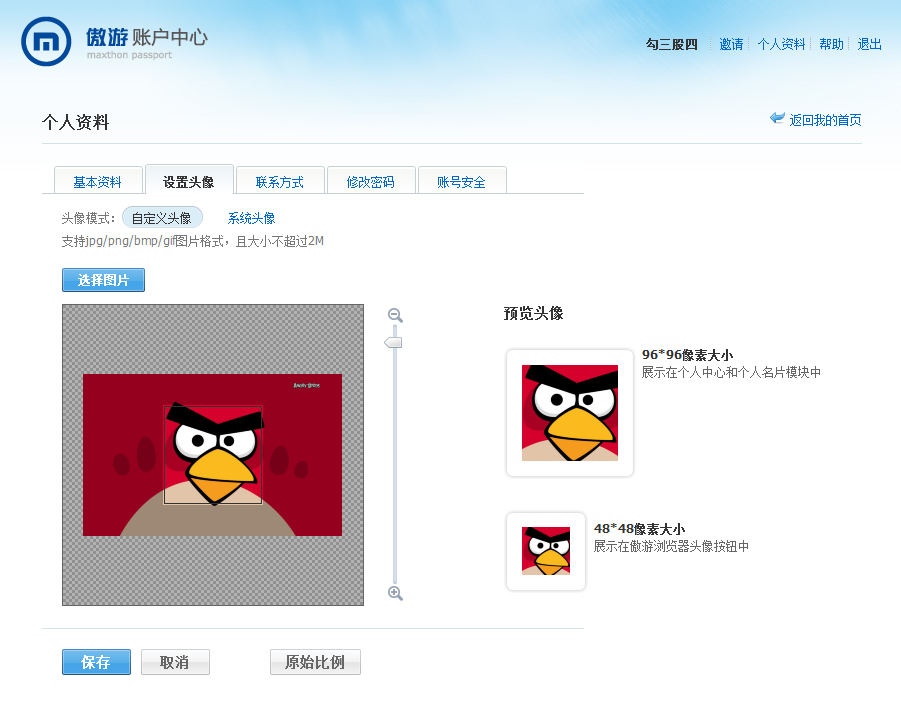 傲游 账户中心
maxthon passport
勾三股四 邀请 个人资料 帮助 退出
个人资料
返回我的首页
基本资料 设置头像 联系方式 修改密码 账号安全
头像模式： 自定义头像 系统头像
支持jpg/png/bmp/gif图片格式，且大小不超过2M
选择图片
预览头像
96*96像素大小
展示在个人中心和个人名片模块中
ANGRY BIRDS
48*48像素大小
展示在傲游浏览器头像按钮中
保存 取消 原始比例